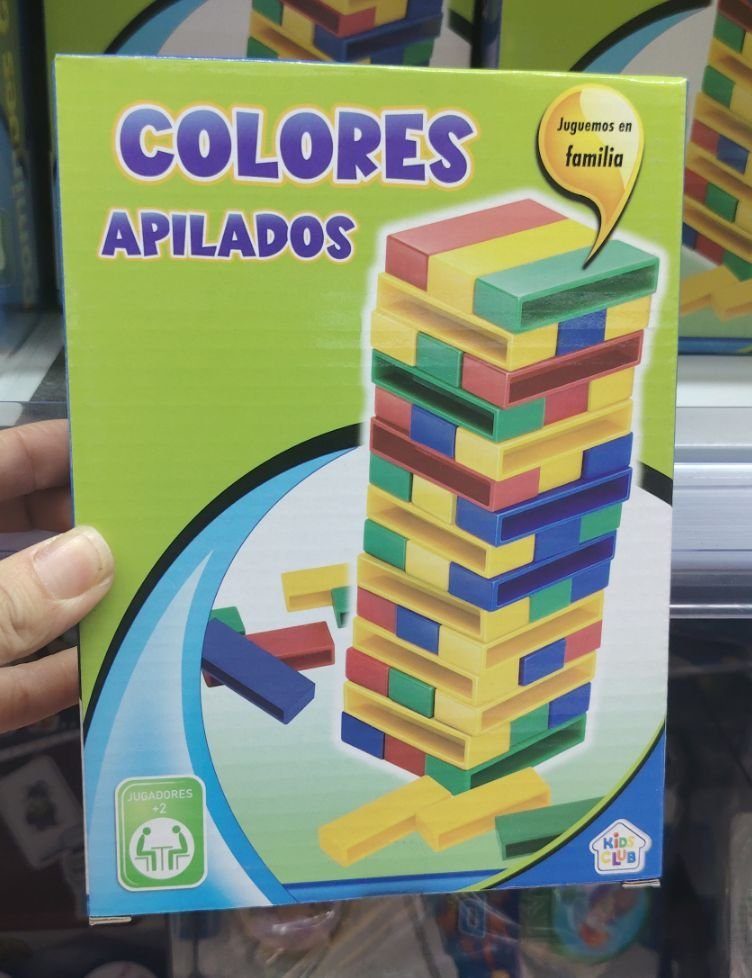 COLORES
APILADOS
Juguemos en
familia
JUGADORES
+2
KiDS
CLUB